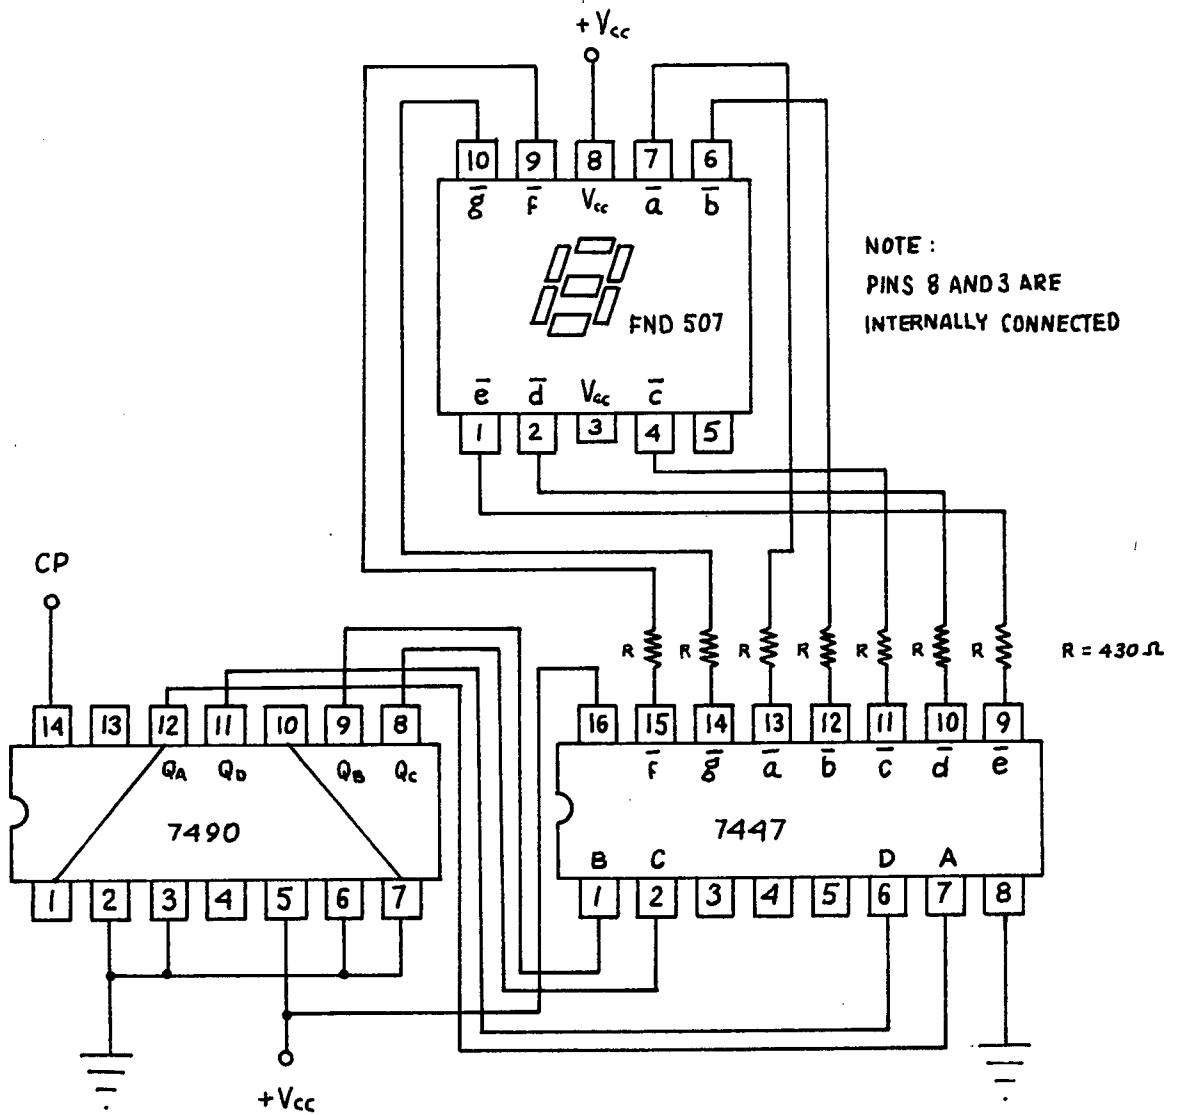 +Vcc
10 9 8 7 6
g̅ f̅ Vcc a̅ b̅
NOTE :
PINS 8 AND 3 ARE
INTERNALLY CONNECTED
FND 507
e̅ d̅ Vcc c̅
1 2 3 4 5
CP
R R R R R R R R = 430 Ω
14 13 12 11 10 9 8
QA QD QB QC
7490
1 2 3 4 5 6 7
16 15 14 13 12 11 10 9
f̅ g̅ a̅ b̅ c̅ d̅ e̅
7447
B C D A
1 2 3 4 5 6 7 8
+Vcc